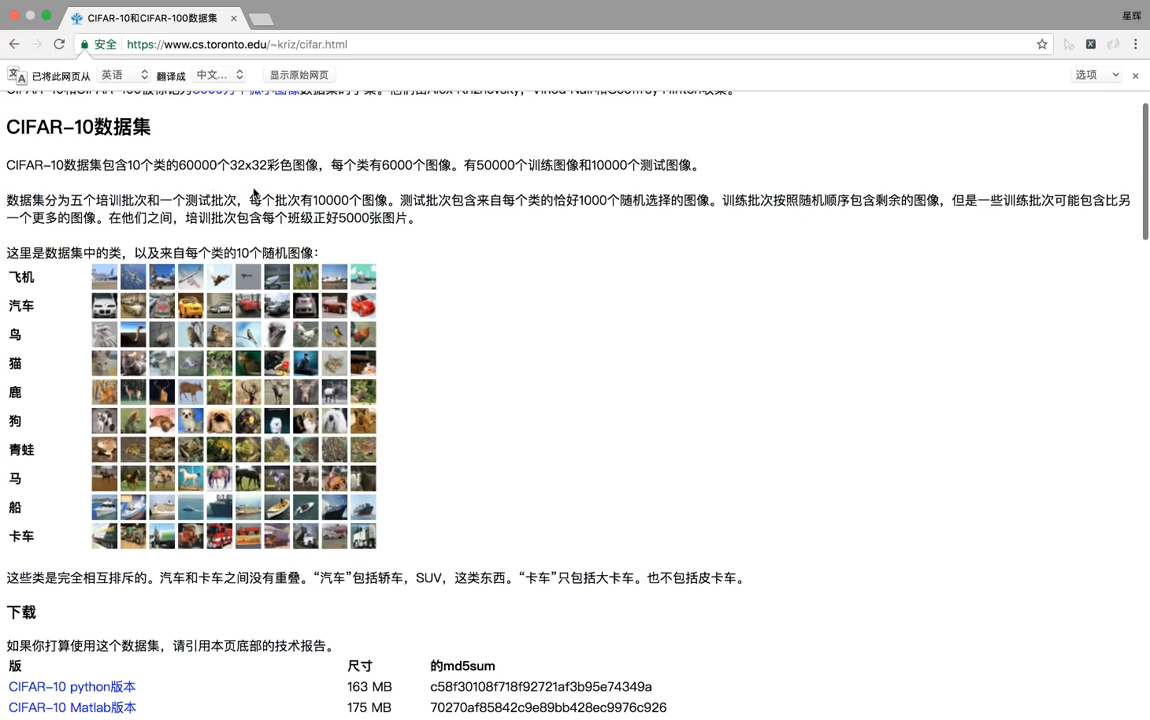 CIFAR-10和CIFAR-100数据集
星辉
安全 https://www.cs.toronto.edu/~kriz/cifar.html
已将此网页从 英语 翻译成 中文... 显示原始网页 选项
CIFAR-10数据集
CIFAR-10数据集包含10个类的60000个32x32彩色图像，每个类有6000个图像。有50000个训练图像和10000个测试图像。
数据集分为五个培训批次和一个测试批次，每个批次有10000个图像。测试批次包含来自每个类的恰好1000个随机选择的图像。训练批次按照随机顺序包含剩余的图像，但是一些训练批次可能包含比另
一个更多的图像。在他们之间，培训批次包含每个班级正好5000张图片。
这里是数据集中的类，以及来自每个类的10个随机图像：
飞机
汽车
鸟
猫
鹿
狗
青蛙
马
船
卡车
这些类是完全相互排斥的。汽车和卡车之间没有重叠。“汽车”包括轿车，SUV，这类东西。“卡车”只包括大卡车。也不包括皮卡车。
下载
如果你打算使用这个数据集，请引用本页底部的技术报告。
版 尺寸 的md5sum
CIFAR-10 python版本 163 MB c58f30108f718f92721af3b95e74349a
CIFAR-10 Matlab版本 175 MB 70270af85842c9e89bb428ec9976c926